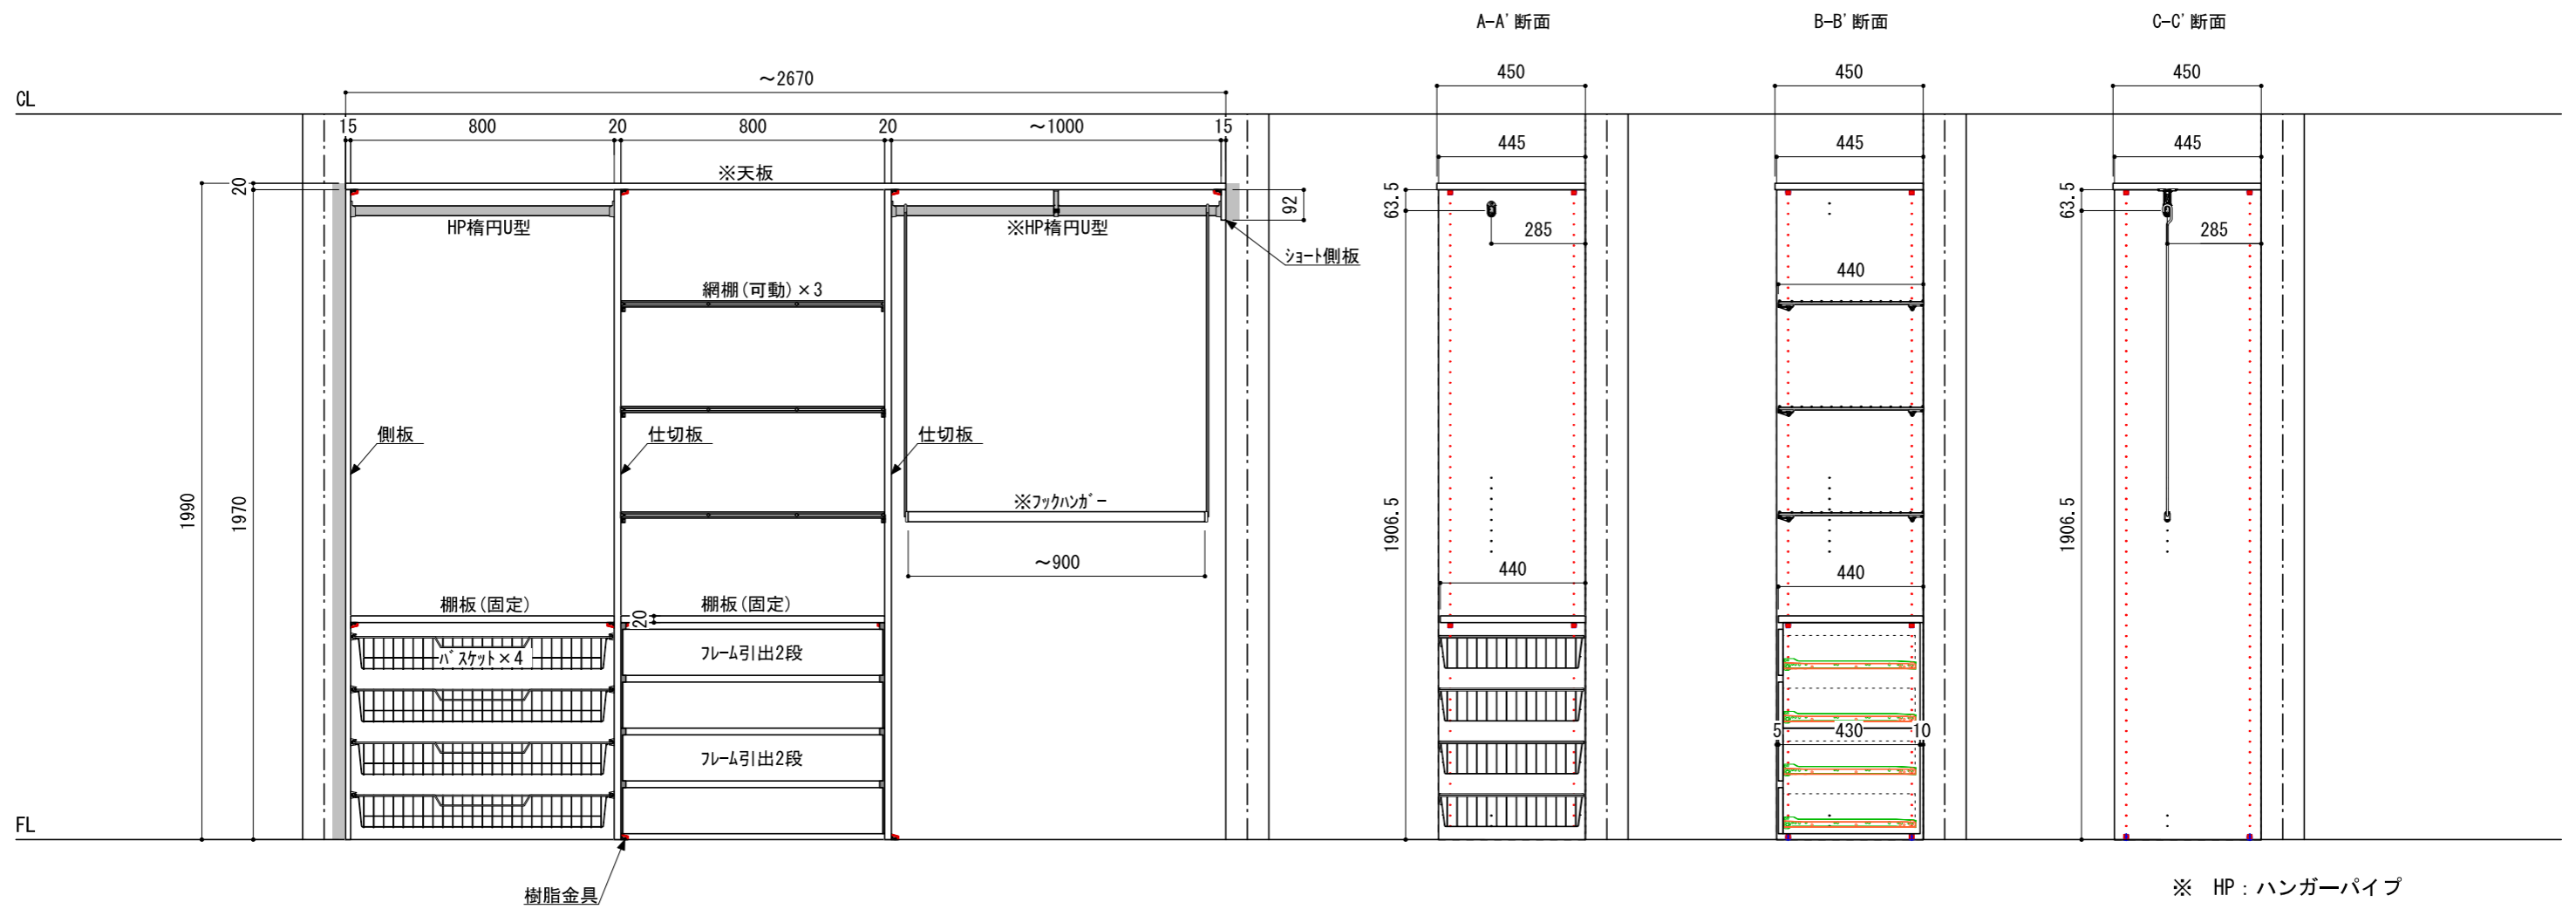 A-A' 断面
B-B' 断面
C-C' 断面
～2670
450
450
450
CL
15
800
20
800
20
～1000
15
445
445
445
※天板
20
63.5
63.5
92
HP楕円U型
※HP楕円U型
285
285
ｼｮｰﾄ側板
440
網棚(可動)×3
側板
仕切板
仕切板
1990
1970
※ﾌｯｸﾊﾝｶﾞｰ
1906.5
1906.5
～900
440
440
棚板(固定)
棚板(固定)
20
ﾊﾞｽｹｯﾄ×4
ﾌﾚｰﾑ引出2段
5
430
10
ﾌﾚｰﾑ引出2段
FL
樹脂金具
※ HP：ハンガーパイプ